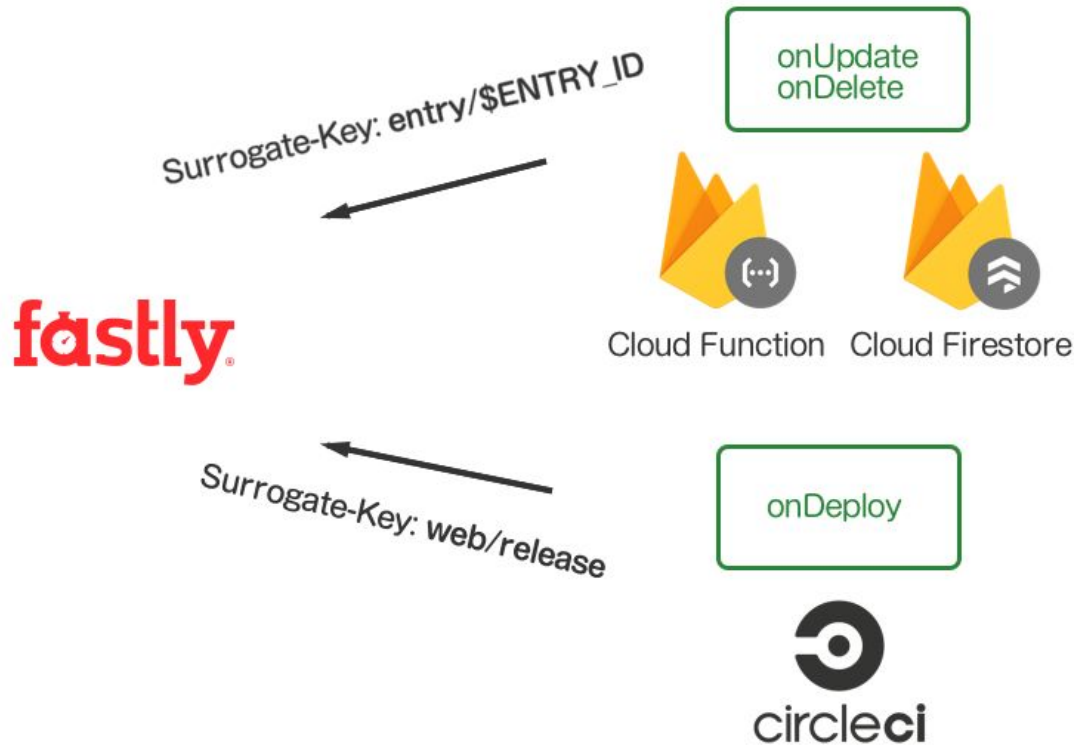 onUpdate
onDelete
Surrogate-Key: entry/$ENTRY_ID
Cloud Function
Cloud Firestore
fastly
Surrogate-Key: web/release
onDeploy
circleci